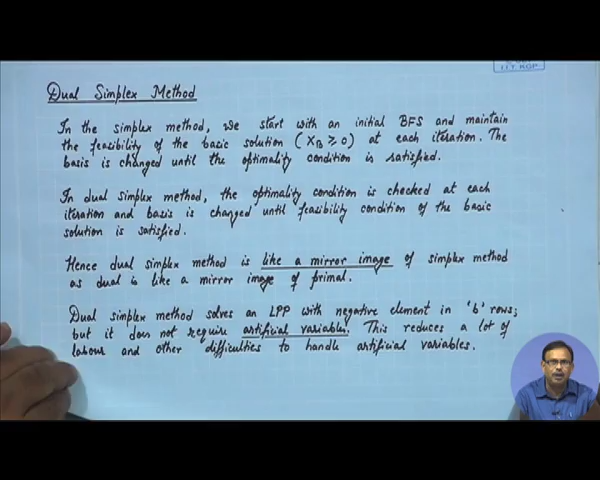 Dual Simplex Method
In the simplex method, we start with an initial BFS and maintain
the feasibility of the basic solution (X_B ≥ 0) at each iteration. The
basis is changed until the optimality condition is satisfied.
In dual simplex method, the optimality condition is checked at each
iteration and basis is changed until feasibility condition of the basic
solution is satisfied.
Hence dual simplex method is like a mirror image of simplex method
as dual is like a mirror image of primal.
Dual simplex method solves an LPP with negative element in 'b' rows;
but it does not require artificial variables. This reduces a lot of
labour and other difficulties to handle artificial variables.